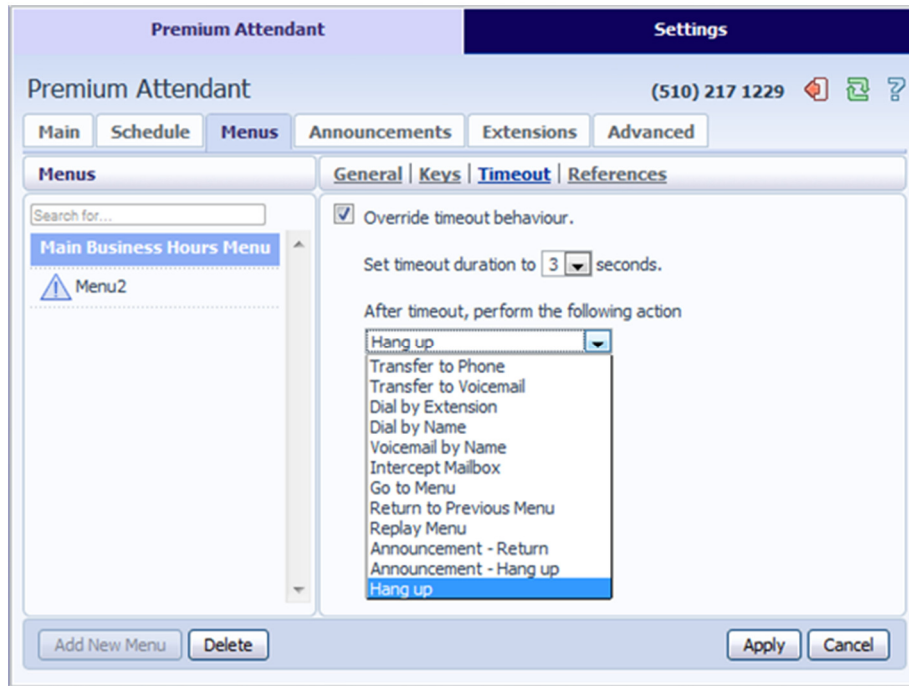 Premium Attendant Settings
Premium Attendant (510) 217 1229
Main Schedule Menus Announcements Extensions Advanced
Menus
General | Keys | Timeout | References
Search for...
Main Business Hours Menu
Menu2
Override timeout behaviour.
Set timeout duration to 3 seconds.
After timeout, perform the following action
Hang up
Transfer to Phone
Transfer to Voicemail
Dial by Extension
Dial by Name
Voicemail by Name
Intercept Mailbox
Go to Menu
Return to Previous Menu
Replay Menu
Announcement - Return
Announcement - Hang up
Hang up
Add New Menu Delete Apply Cancel